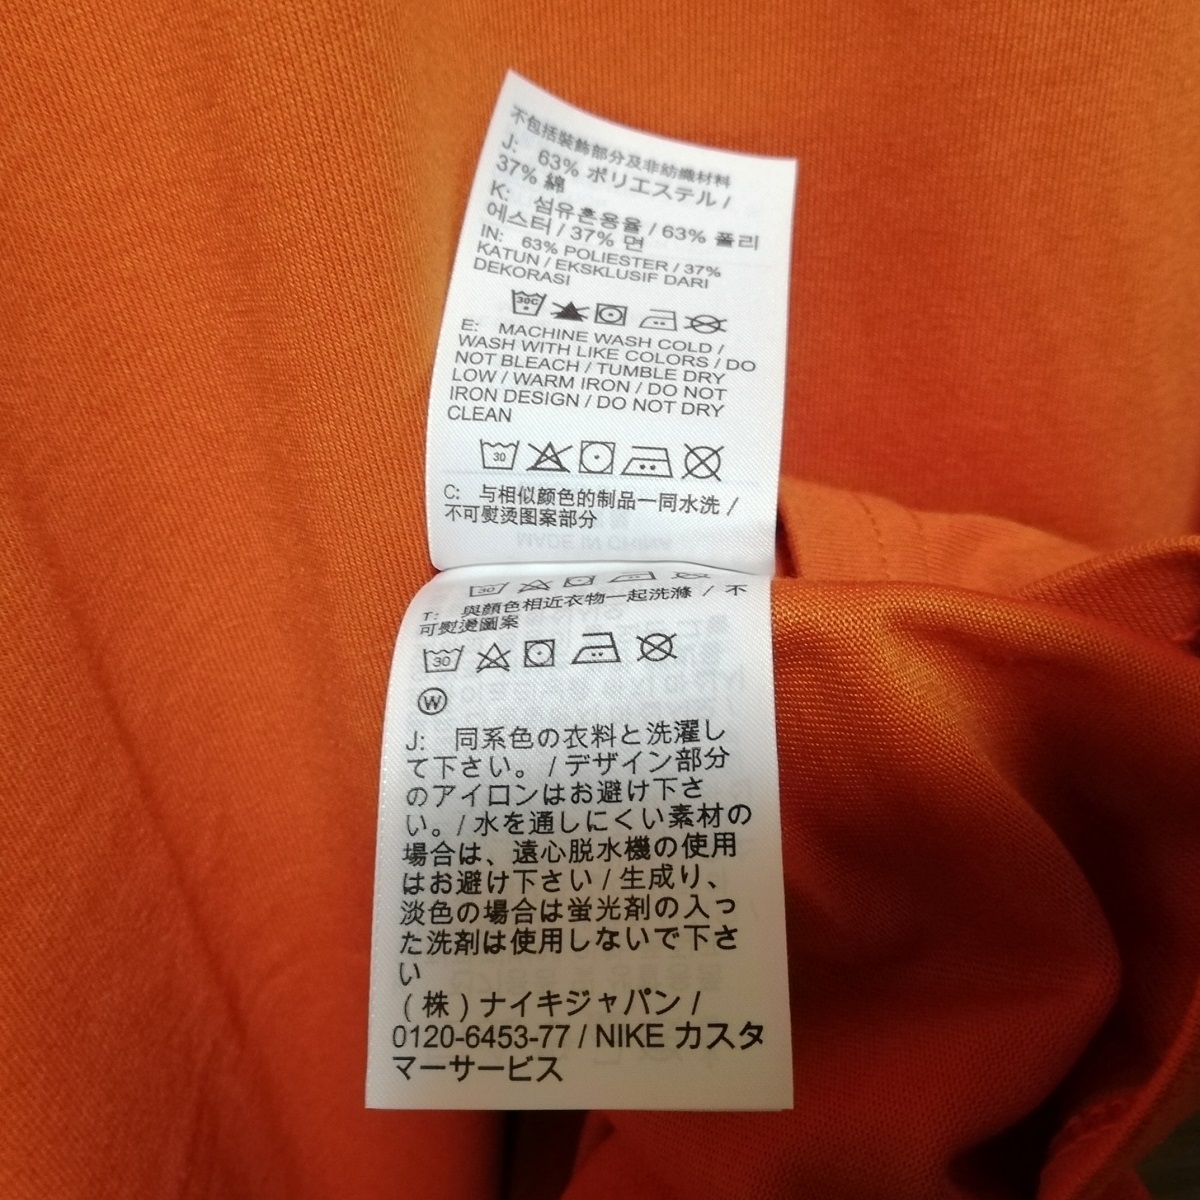 不包括裝飾部分及非紡織材料
J: 63% ポリエステル /
37% 綿
K: 섬유혼용율 / 63% 폴리
에스터 / 37% 면
IN: 63% POLIESTER / 37%
KATUN / EKSKLUSIF DARI
DEKORASI
30C
E: MACHINE WASH COLD /
WASH WITH LIKE COLORS / DO
NOT BLEACH / TUMBLE DRY
LOW / WARM IRON / DO NOT
IRON DESIGN / DO NOT DRY
CLEAN
30
C: 与相似颜色的制品一同水洗 /
不可熨烫图案部分
30
T: 與顏色相近衣物一起洗滌 / 不
可熨燙圖案
30
W
J: 同系色の衣料と洗濯し
て下さい。 / デザイン部分
のアイロンはお避け下さ
い。 / 水を通しにくい素材の
場合は、遠心脱水機の使用
はお避け下さい / 生成り、
淡色の場合は蛍光剤の入っ
た洗剤は使用しないで下さ
い
(株) ナイキジャパン /
0120-6453-77 / NIKE カスタ
マーサービス